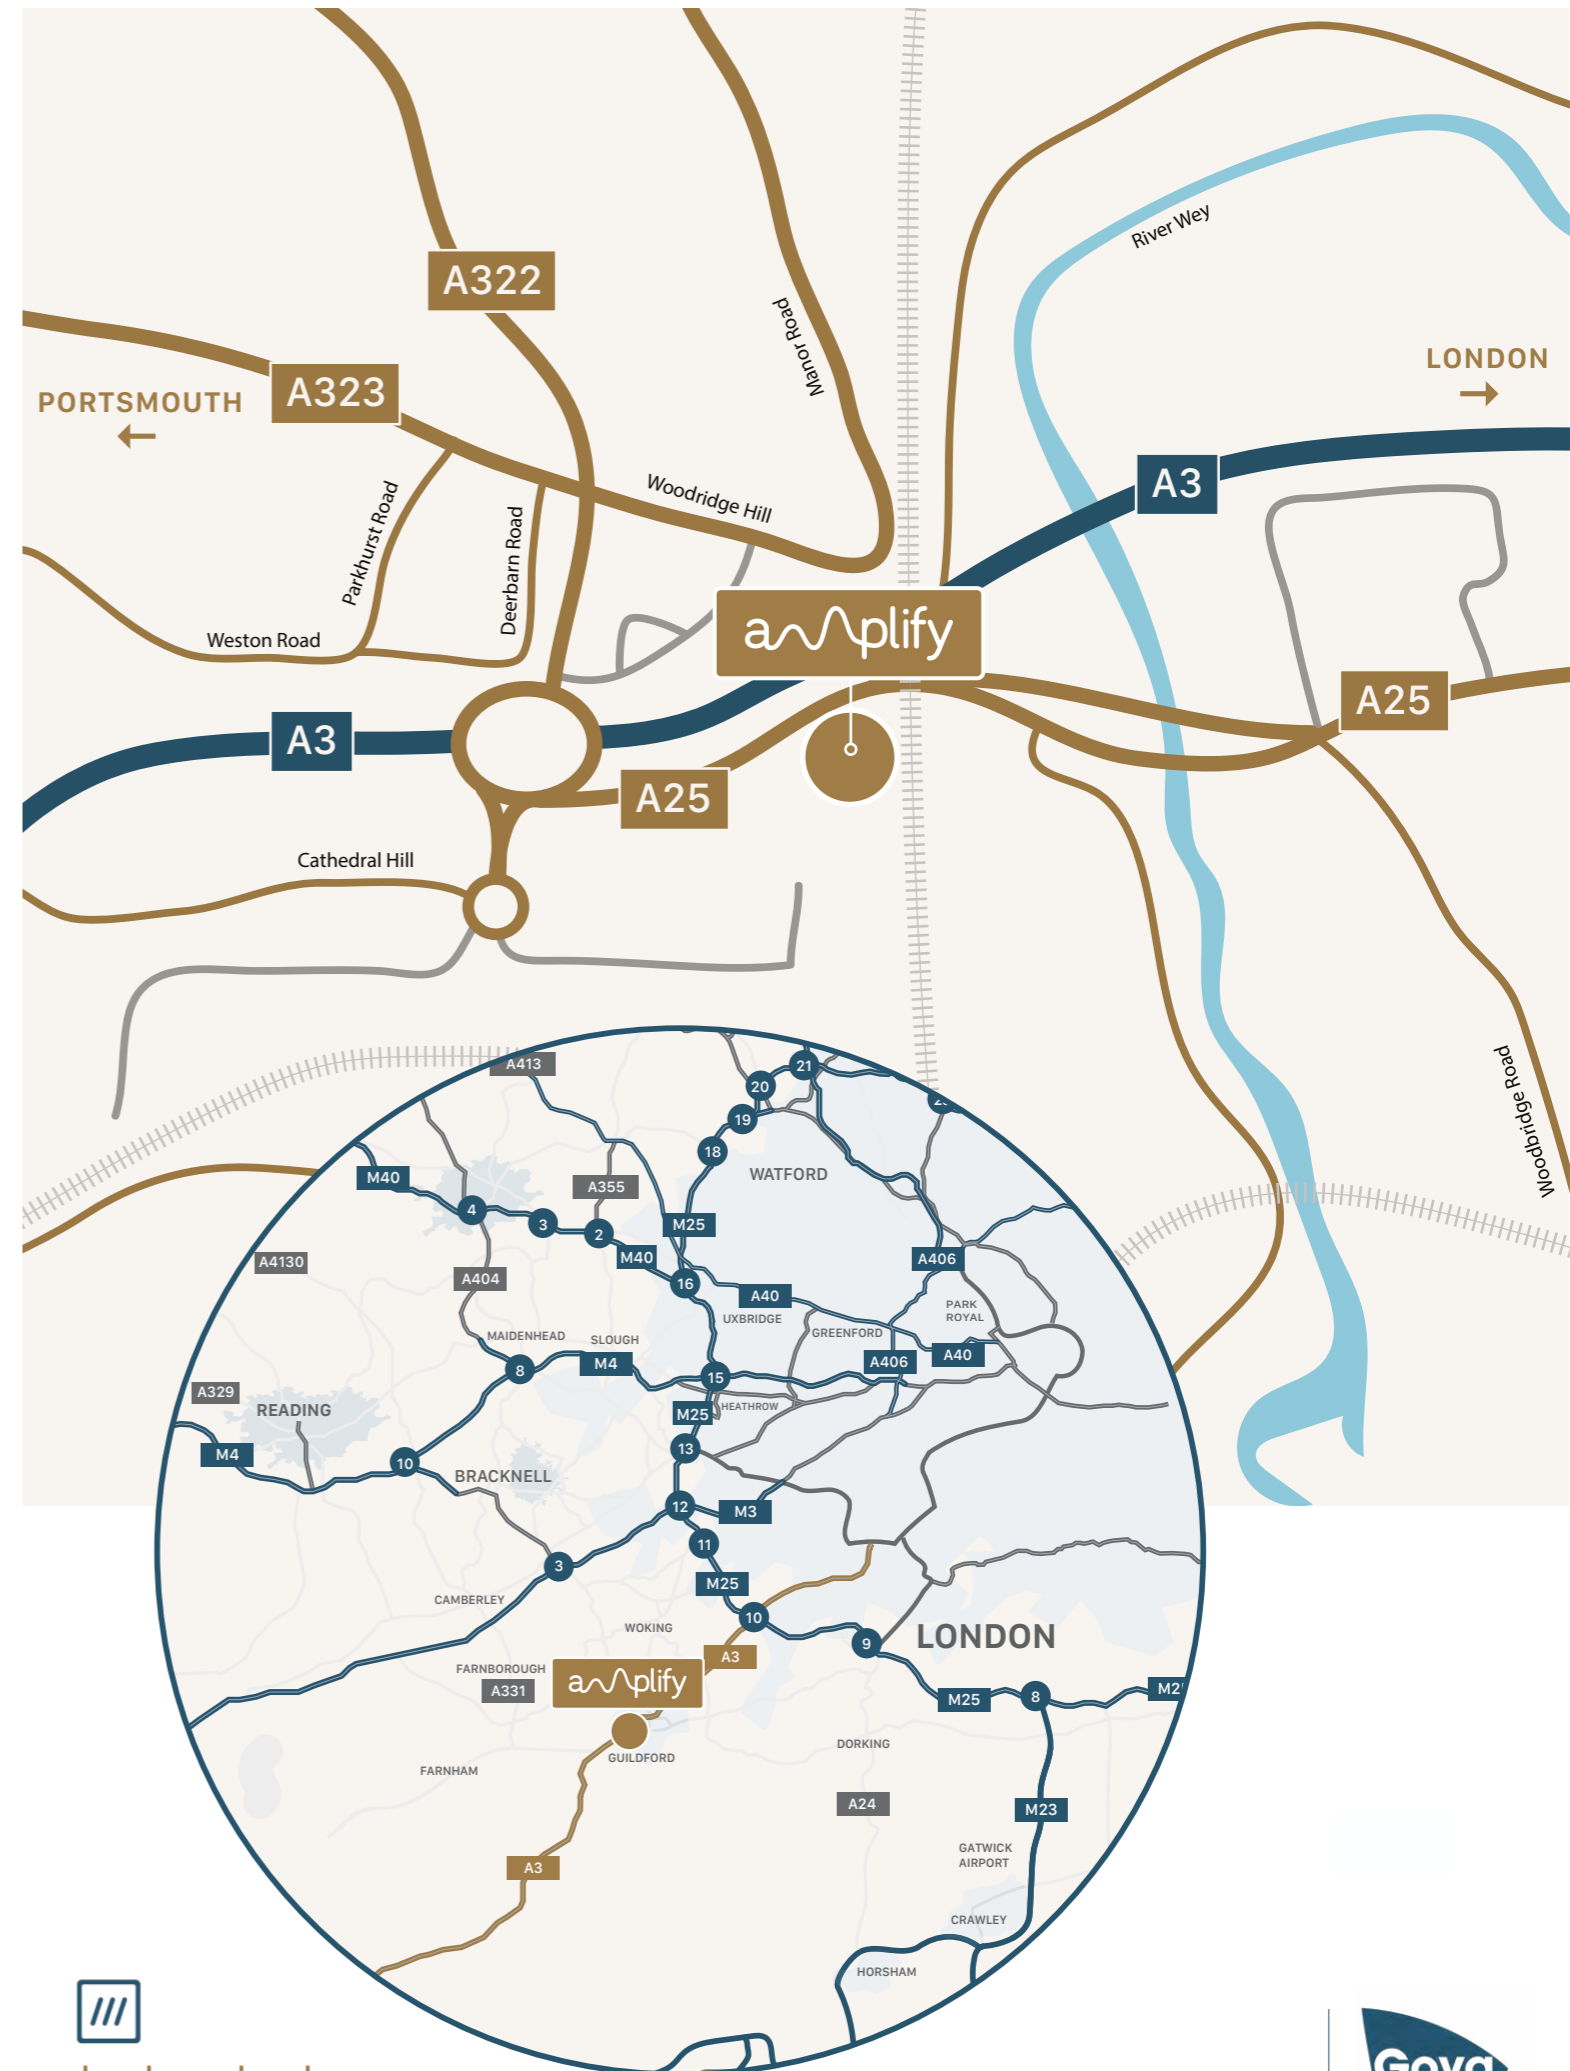 River Wey
A322
Manor Road
LONDON
A323
PORTSMOUTH
A3
Woodridge Hill
Parkhurst Road
Deerbarn Road
amplify
Weston Road
A25
A3
A25
Cathedral Hill
Woodbridge Road
A413
21
20
19
18
WATFORD
M40
A355
4
3
2
M25
M40
A406
A4130
A404
16
A40
PARK
ROYAL
UXBRIDGE
GREENFORD
MAIDENHEAD
SLOUGH
M4
A406
A40
8
15
A329
READING
HEATHROW
M25
M4
10
13
BRACKNELL
12
M3
11
3
M25
CAMBERLEY
10
WOKING
9
LONDON
A3
FARNBOROUGH
A331
amplify
M25
8
GUILDFORD
DORKING
FARNHAM
A24
M23
GATWICK
AIRPORT
A3
CRAWLEY
HORSHAM